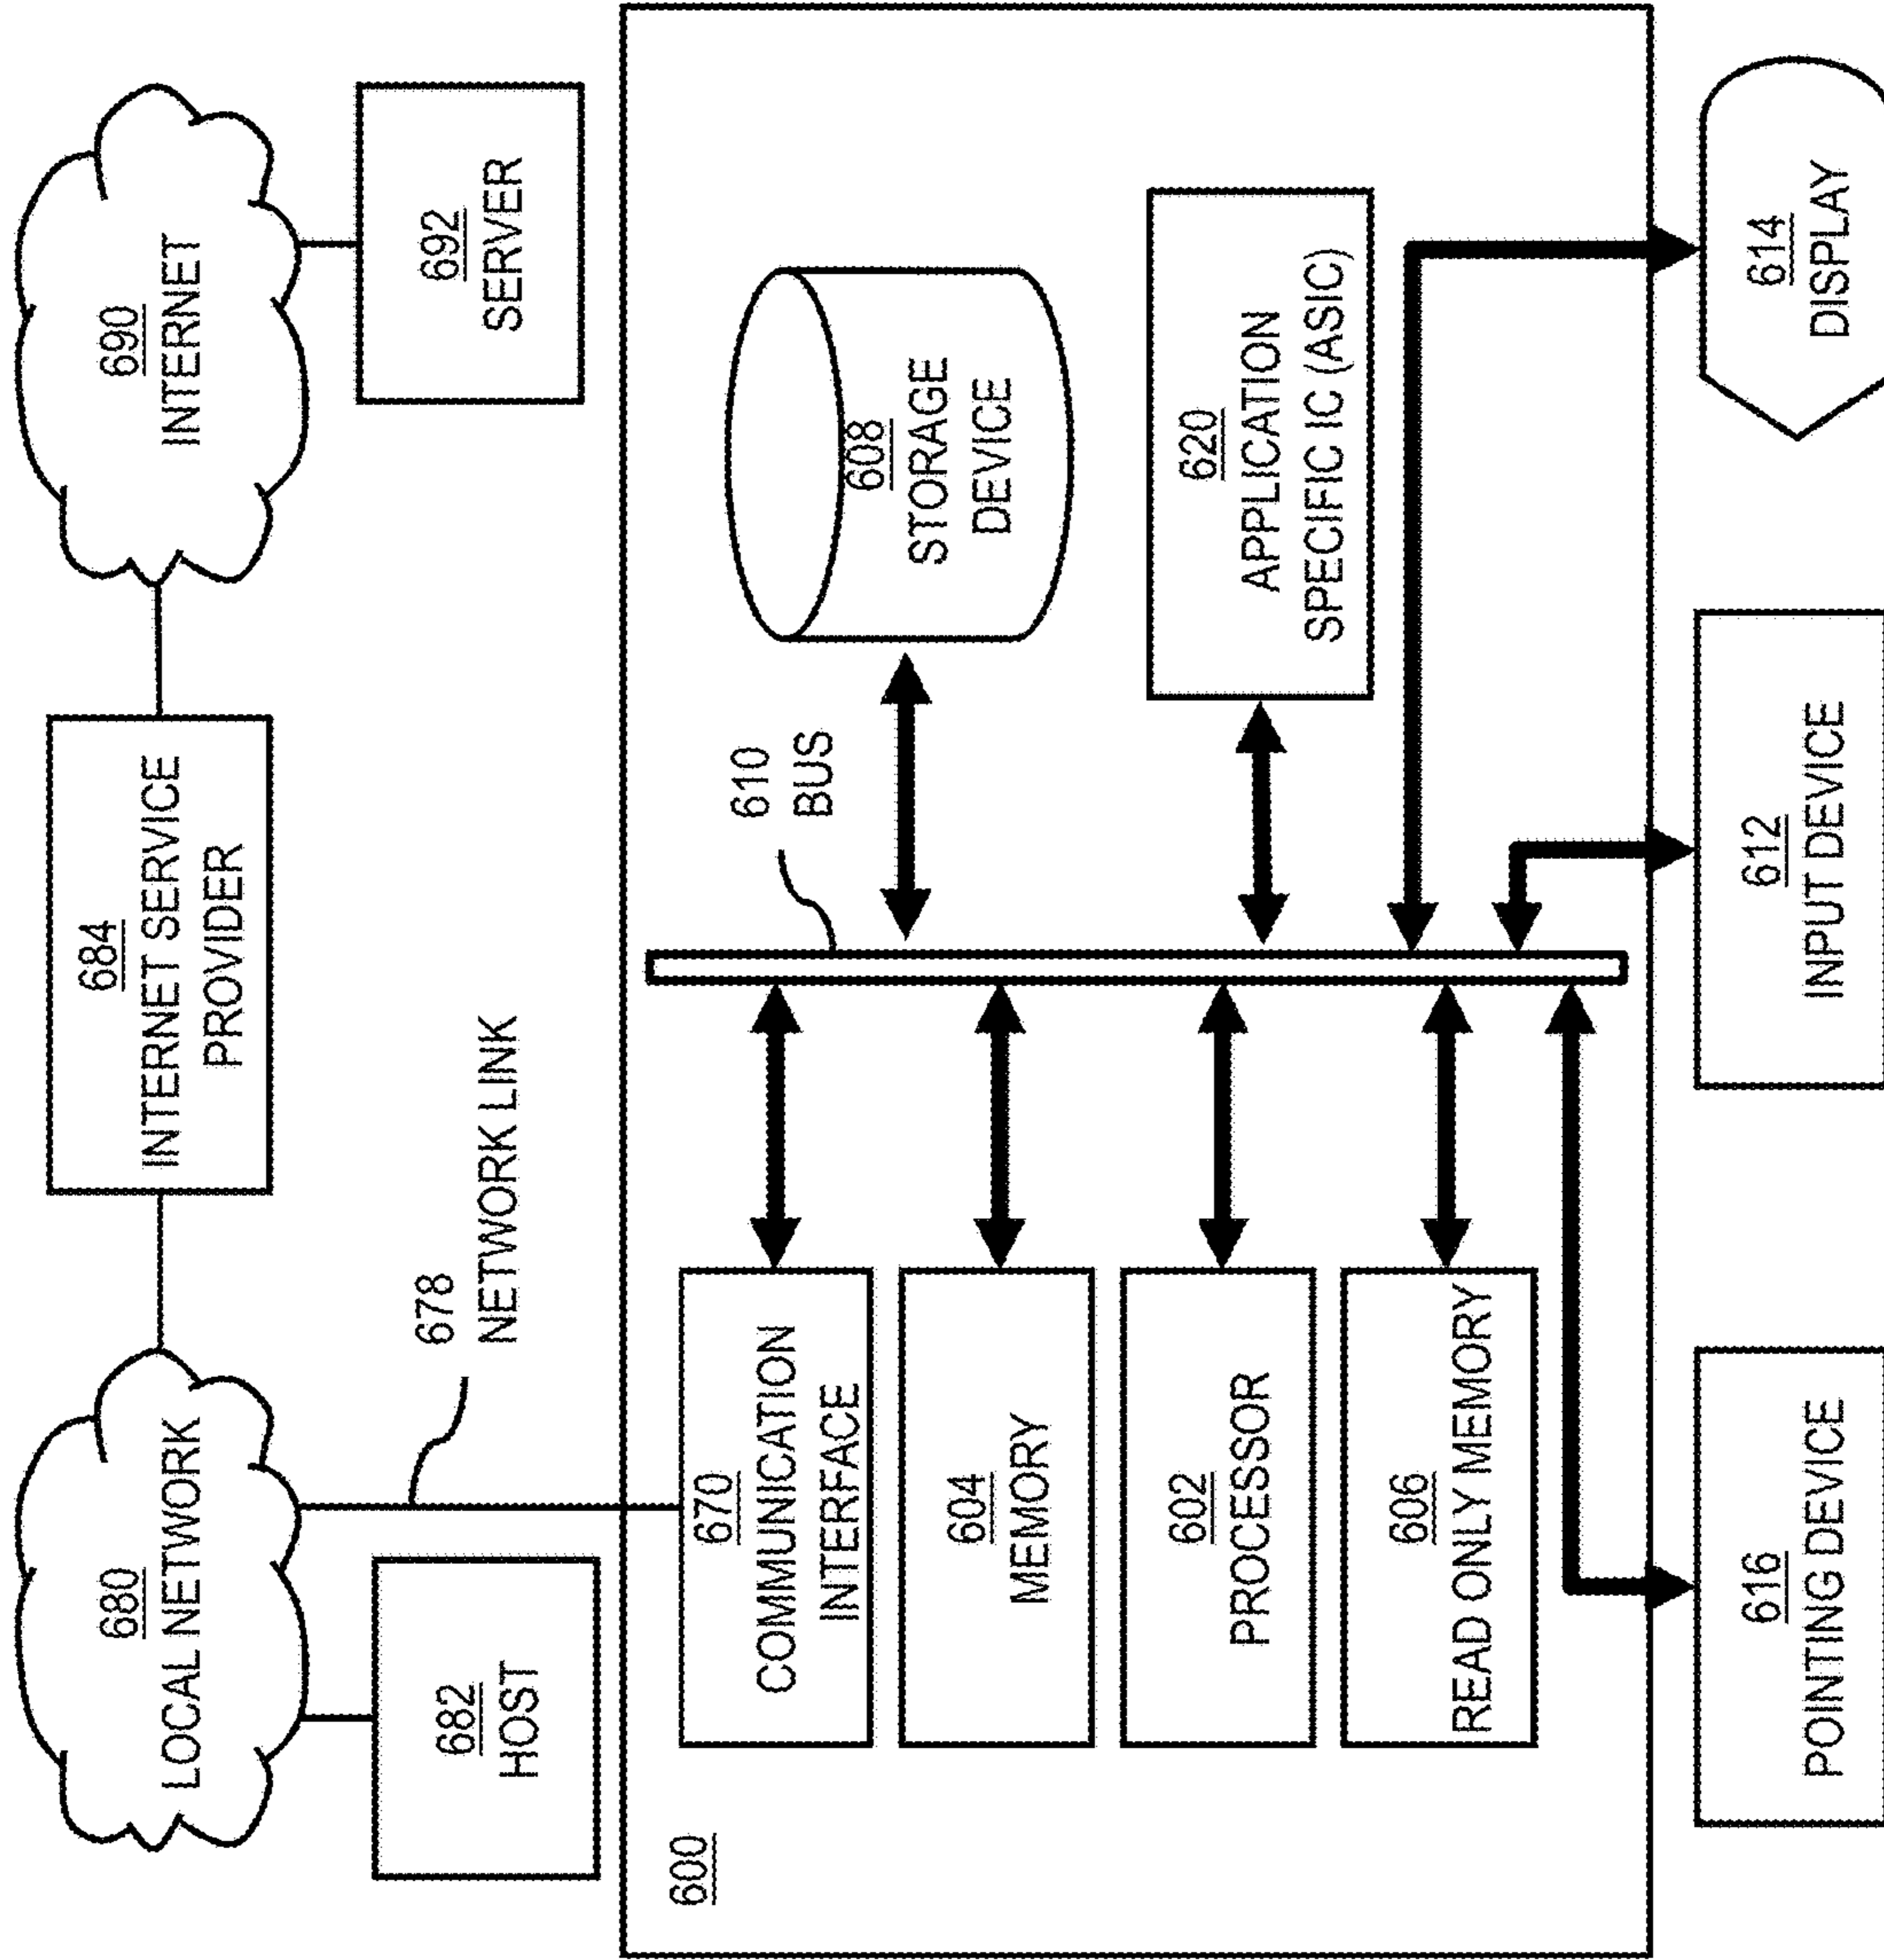 680
LOCAL NETWORK
684
INTERNET SERVICE
PROVIDER
690
INTERNET
682
HOST
678
NETWORK LINK
692
SERVER
600
670
COMMUNICATION
INTERFACE
610
BUS
608
STORAGE
DEVICE
604
MEMORY
602
PROCESSOR
620
APPLICATION
SPECIFIC IC (ASIC)
606
READ ONLY MEMORY
616
POINTING DEVICE
612
INPUT DEVICE
614
DISPLAY